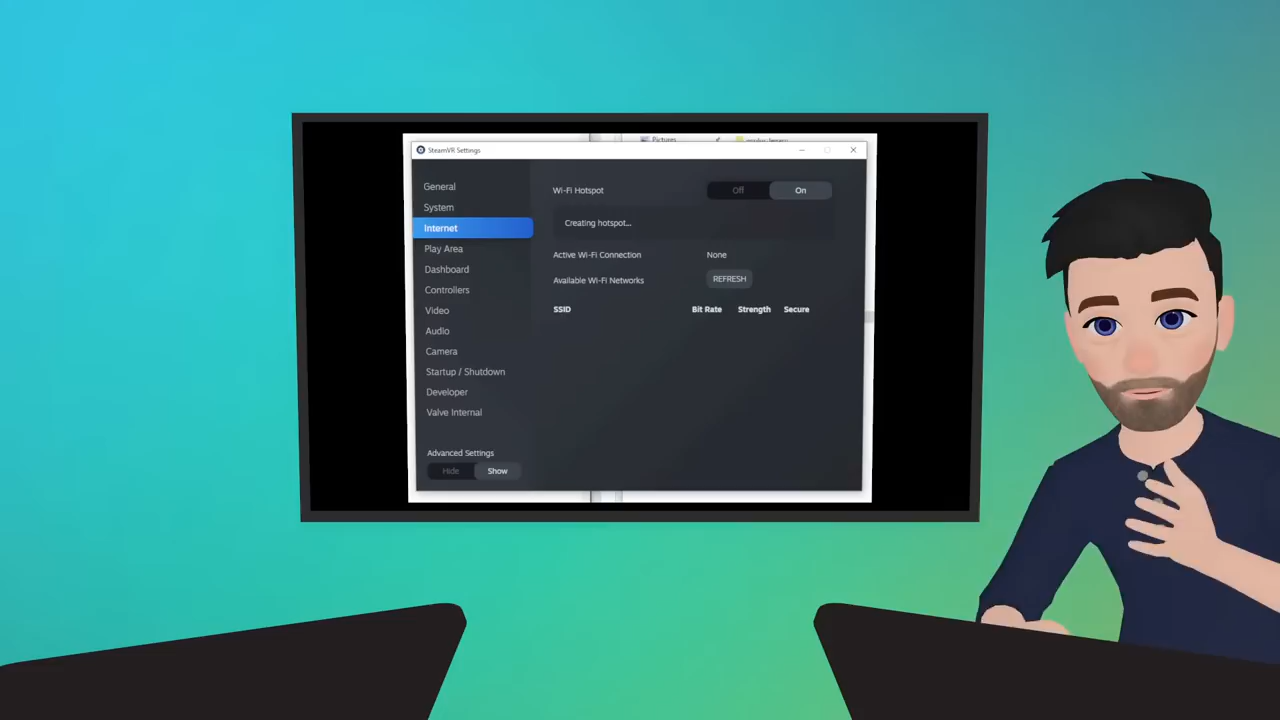 Pictures
SteamVR Settings
General
System
Internet
Play Area
Dashboard
Controllers
Video
Audio
Camera
Startup / Shutdown
Developer
Valve Internal
Advanced Settings
Hide Show
Wi-Fi Hotspot Off On
Creating hotspot...
Active Wi-Fi Connection None
Available Wi-Fi Networks REFRESH
SSID Bit Rate Strength Secure